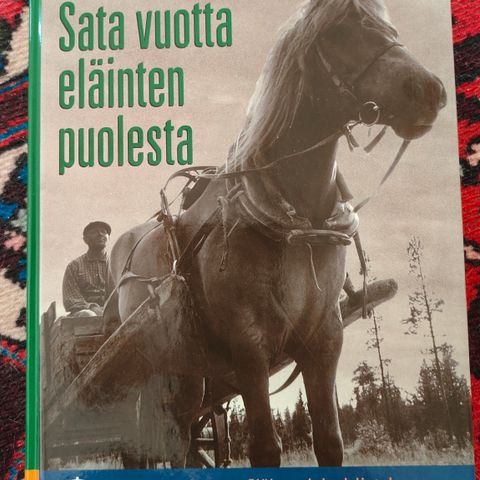 Sata vuotta
eläinten
puolesta